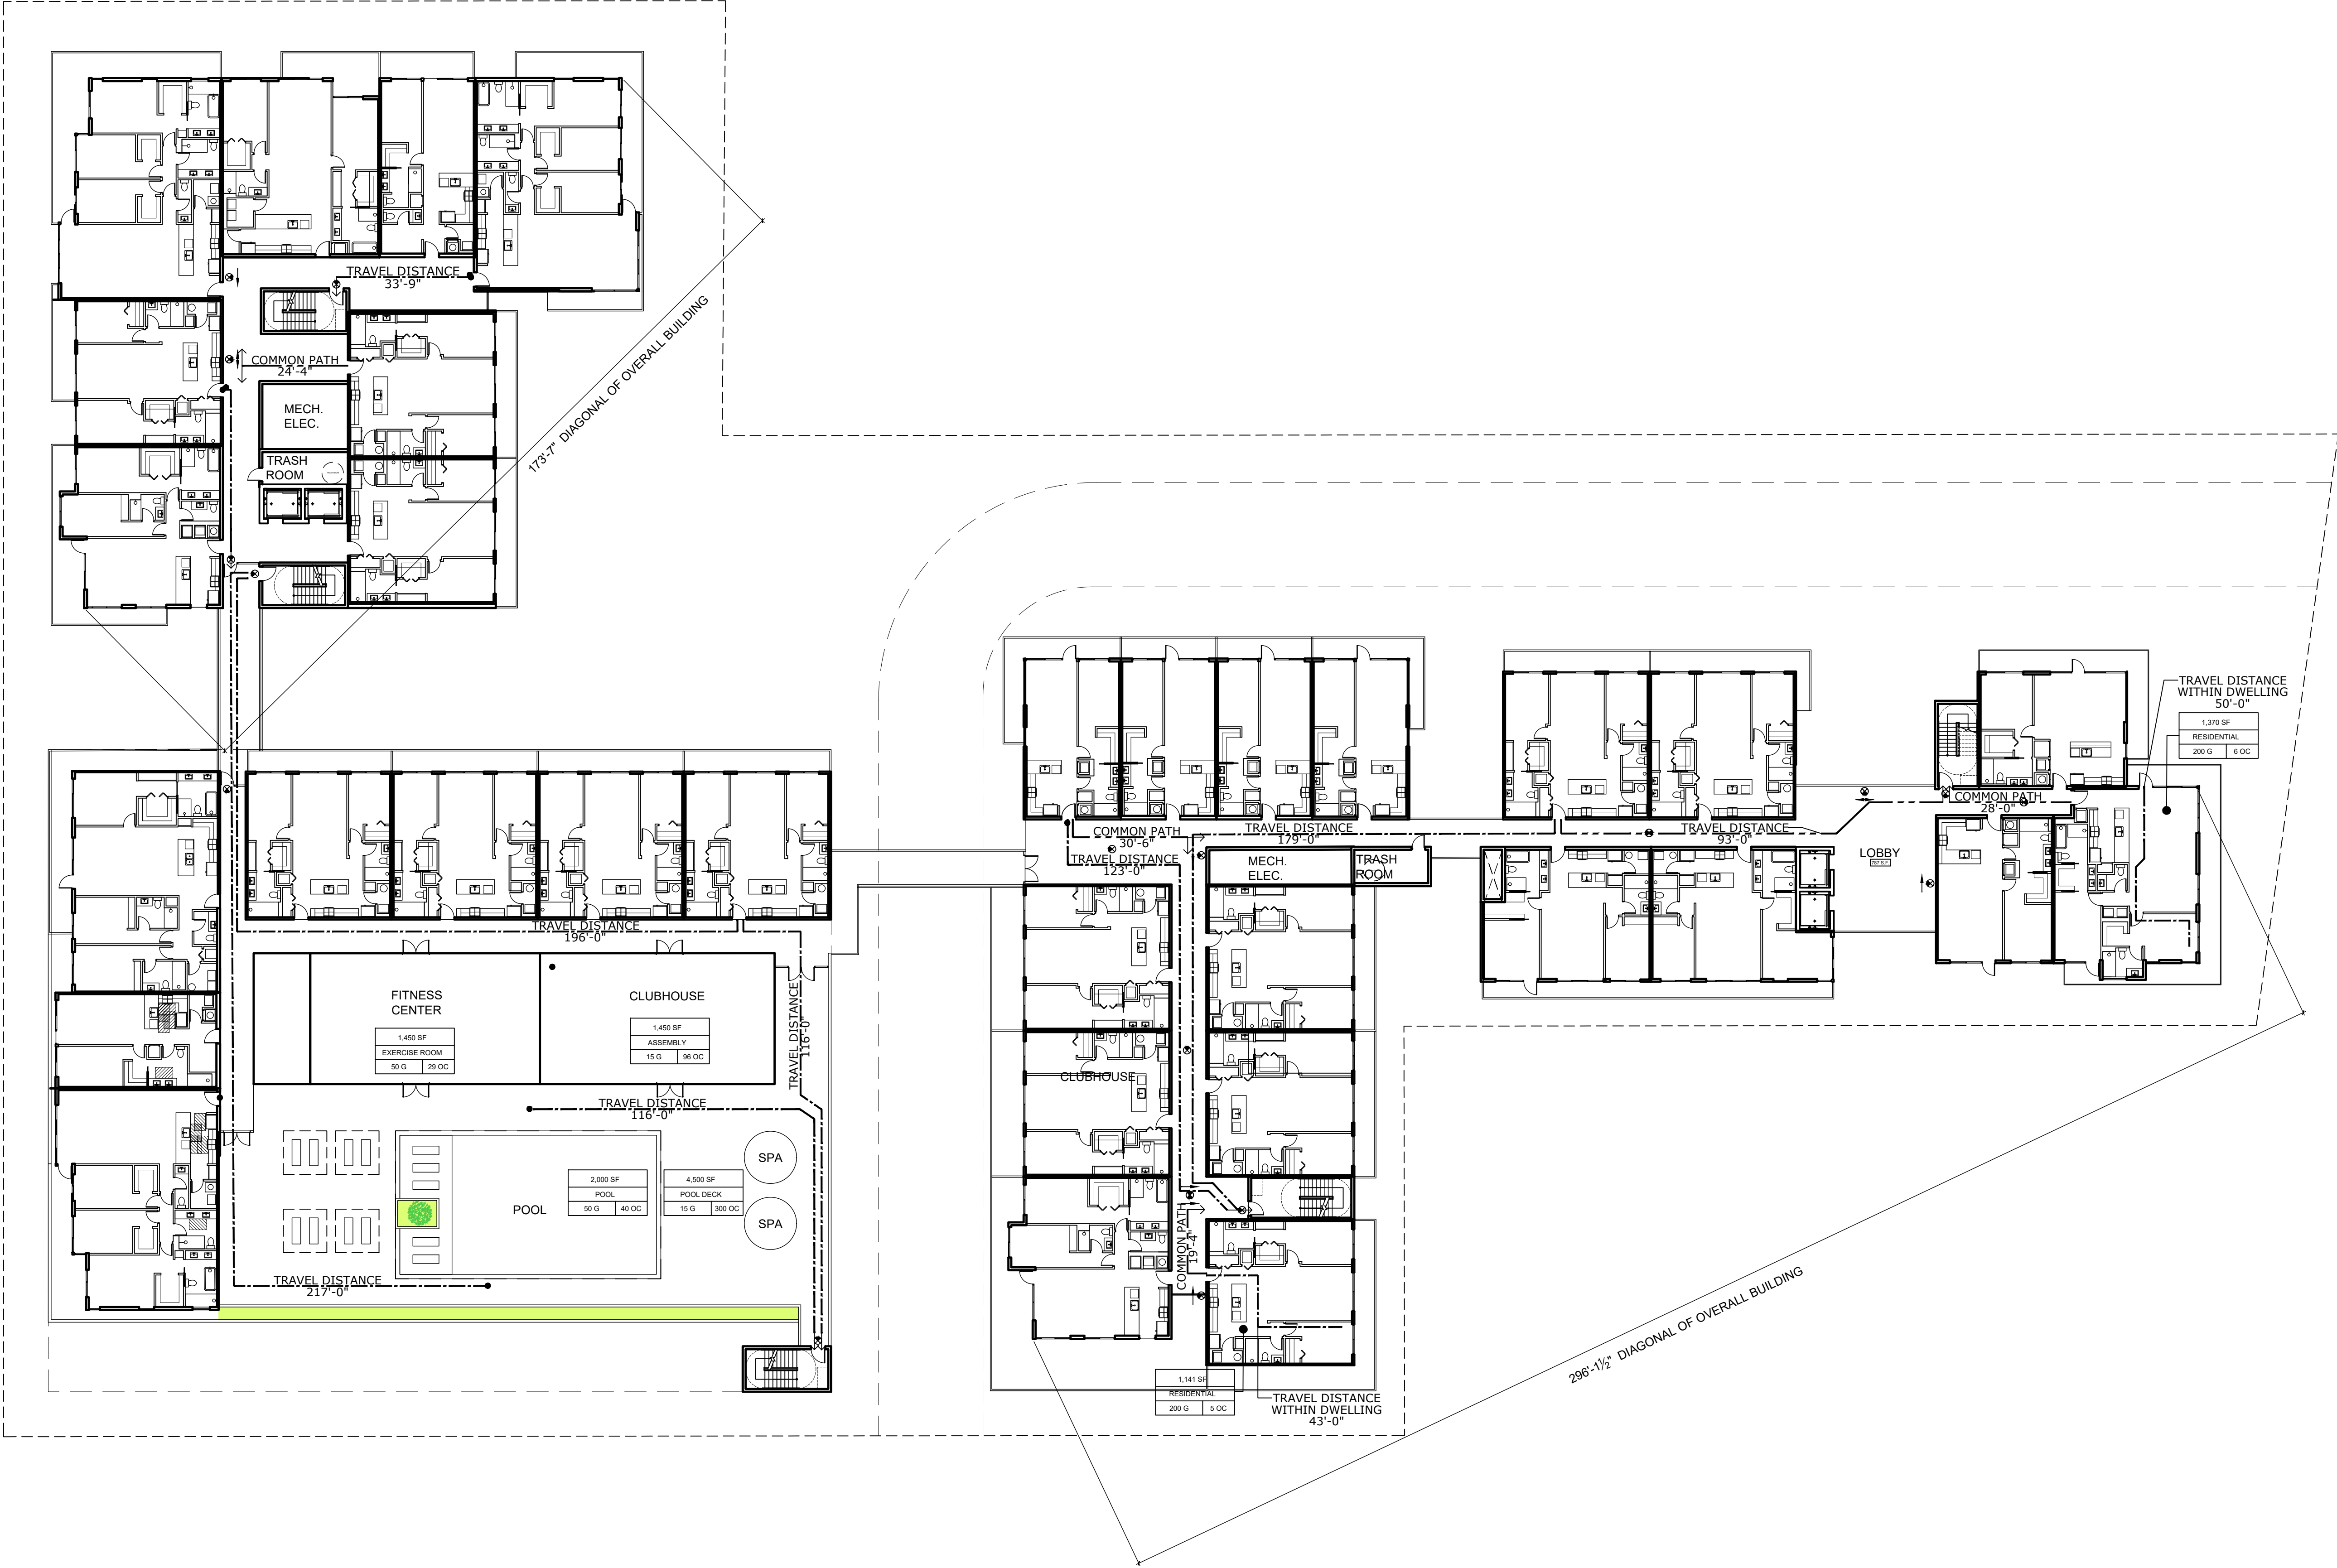 TRAVEL DISTANCE
33'-9"
COMMON PATH
24'-4"
MECH.
ELEC.
TRASH
ROOM
173'-7" DIAGONAL OF OVERALL BUILDING
TRAVEL DISTANCE
196'-0"
FITNESS
CENTER
1,450 SF
EXERCISE ROOM
50 G 29 OC
CLUBHOUSE
1,450 SF
ASSEMBLY
15 G 96 OC
TRAVEL DISTANCE
116'-0"
TRAVEL DISTANCE
116'-0"
SPA
SPA
POOL
2,000 SF
POOL
50 G 40 OC
4,500 SF
POOL DECK
15 G 300 OC
TRAVEL DISTANCE
217'-0"
COMMON PATH
30'-6"
TRAVEL DISTANCE
123'-0"
TRAVEL DISTANCE
179'-0"
MECH.
ELEC.
TRASH
ROOM
CLUBHOUSE
COMMON PATH
19'-4"
1,141 SF
RESIDENTIAL
200 G 5 OC
TRAVEL DISTANCE
WITHIN DWELLING
43'-0"
TRAVEL DISTANCE
93'-0"
LOBBY
COMMON PATH
28'-0"
TRAVEL DISTANCE
WITHIN DWELLING
50'-0"
1,370 SF
RESIDENTIAL
200 G 6 OC
296'-1½" DIAGONAL OF OVERALL BUILDING